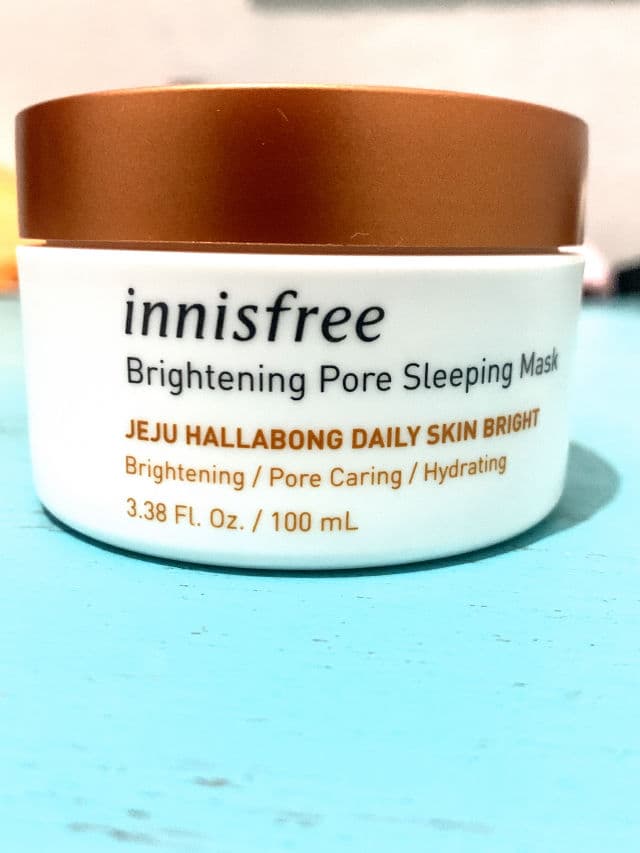 innisfree
Brightening Pore Sleeping Mask
JEJU HALLABONG DAILY SKIN BRIGHT
Brightening / Pore Caring / Hydrating
3.38 Fl. Oz. / 100 mL